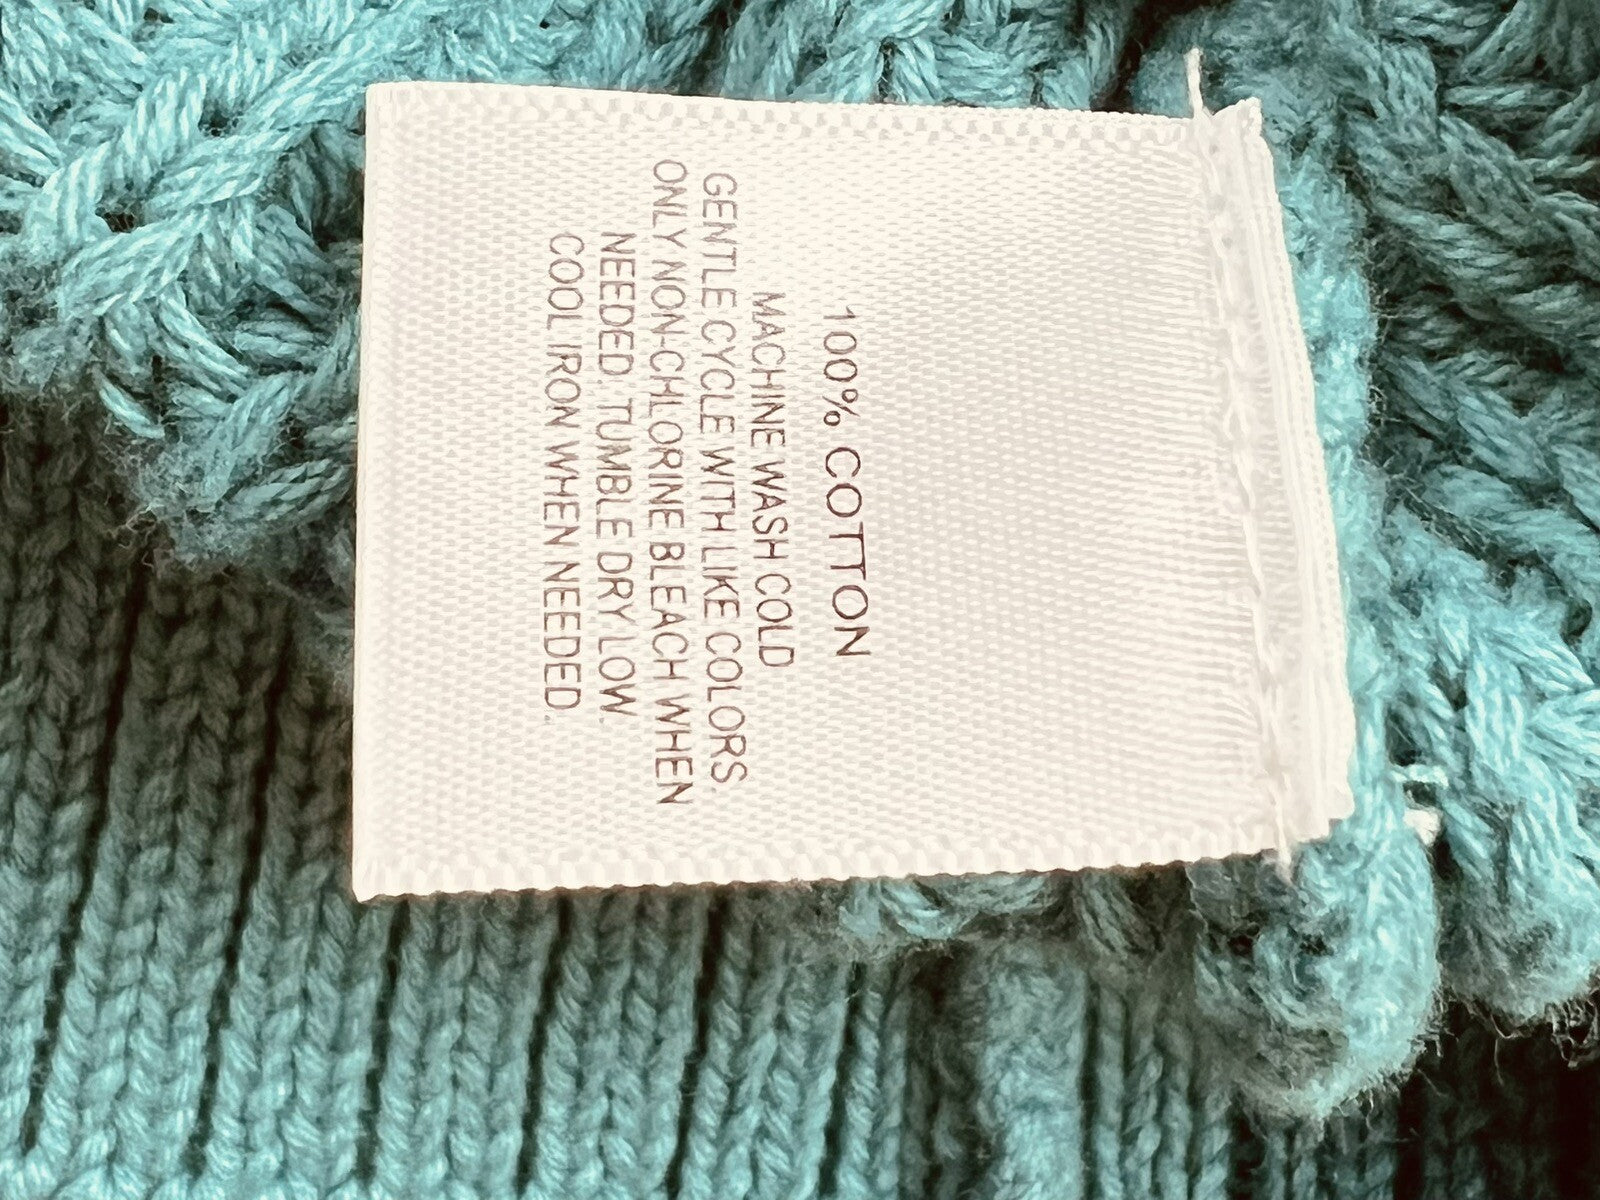 100% COTTON
MACHINE WASH COLD
GENTLE CYCLE WITH LIKE COLORS.
ONLY NON-CHLORINE BLEACH WHEN
NEEDED. TUMBLE DRY LOW.
COOL IRON WHEN NEEDED.